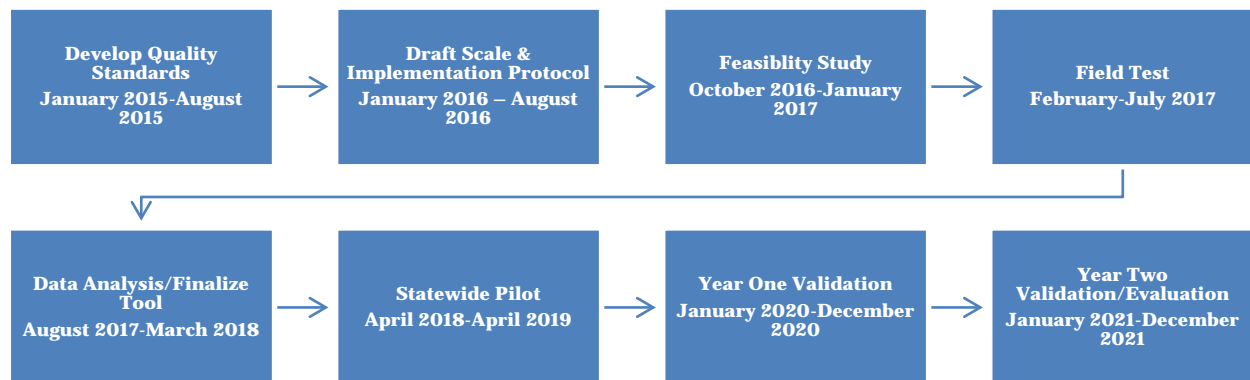 Develop Quality
Standards
January 2015-August
2015
Draft Scale &
Implementation Protocol
January 2016 – August
2016
Feasiblity Study
October 2016-January
2017
Field Test
February-July 2017
Data Analysis/Finalize
Tool
August 2017-March 2018
Statewide Pilot
April 2018-April 2019
Year One Validation
January 2020-December
2020
Year Two
Validation/Evaluation
January 2021-December
2021